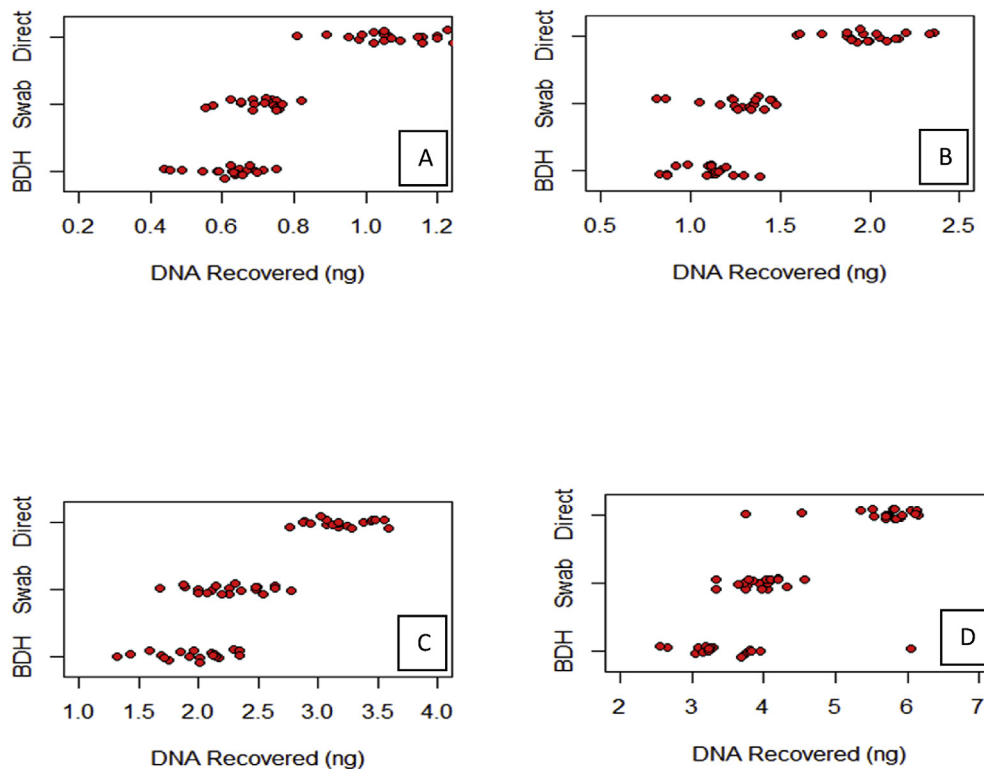 Direct
Swab
BDH
A
0.2 0.4 0.6 0.8 1.0 1.2
DNA Recovered (ng)
Direct
Swab
BDH
B
0.5 1.0 1.5 2.0 2.5
DNA Recovered (ng)
Direct
Swab
BDH
C
1.0 1.5 2.0 2.5 3.0 3.5 4.0
DNA Recovered (ng)
Direct
Swab
BDH
D
2 3 4 5 6 7
DNA Recovered (ng)